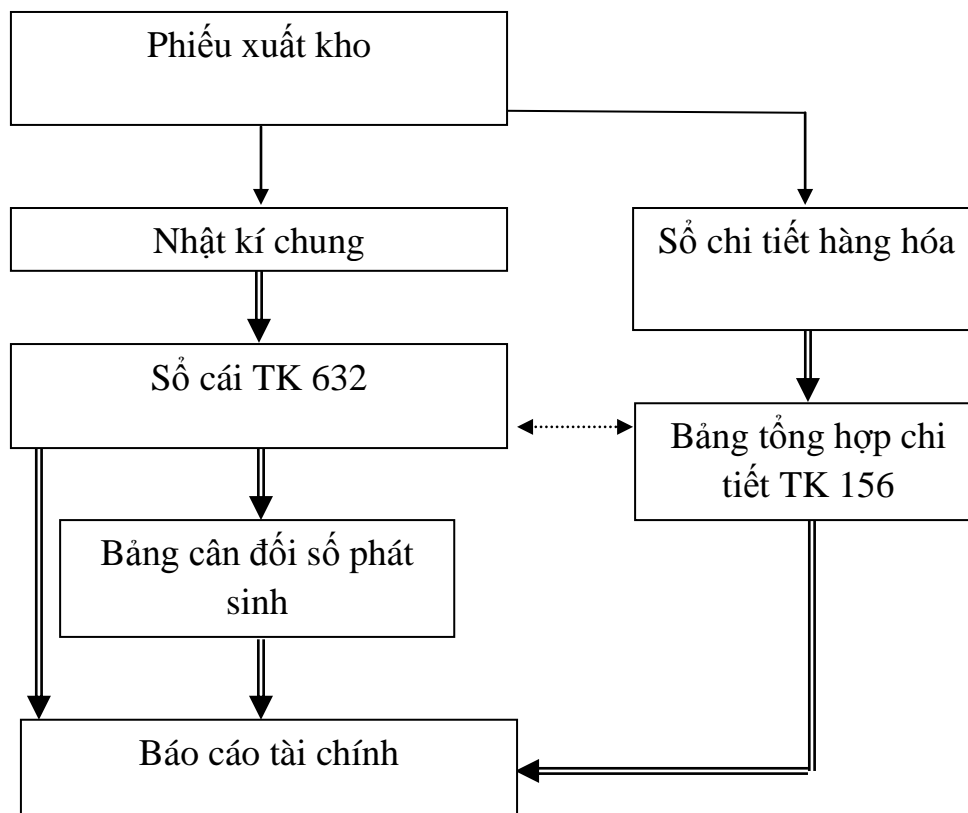 Phiếu xuất kho
Nhật kí chung
Sổ chi tiết hàng hóa
Sổ cái TK 632
Bảng tổng hợp chi
tiết TK 156
Bảng cân đối số phát
sinh
Báo cáo tài chính